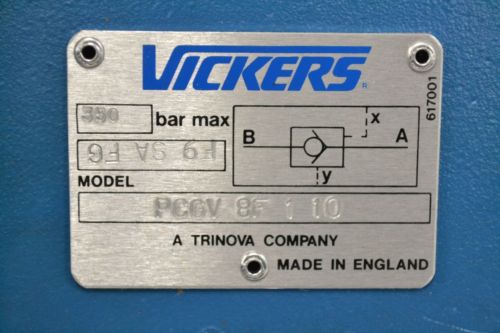 VICKERS
350 bar max
x
B A
y
MODEL
PCGV 8F 1 10
A TRINOVA COMPANY
MADE IN ENGLAND
617001